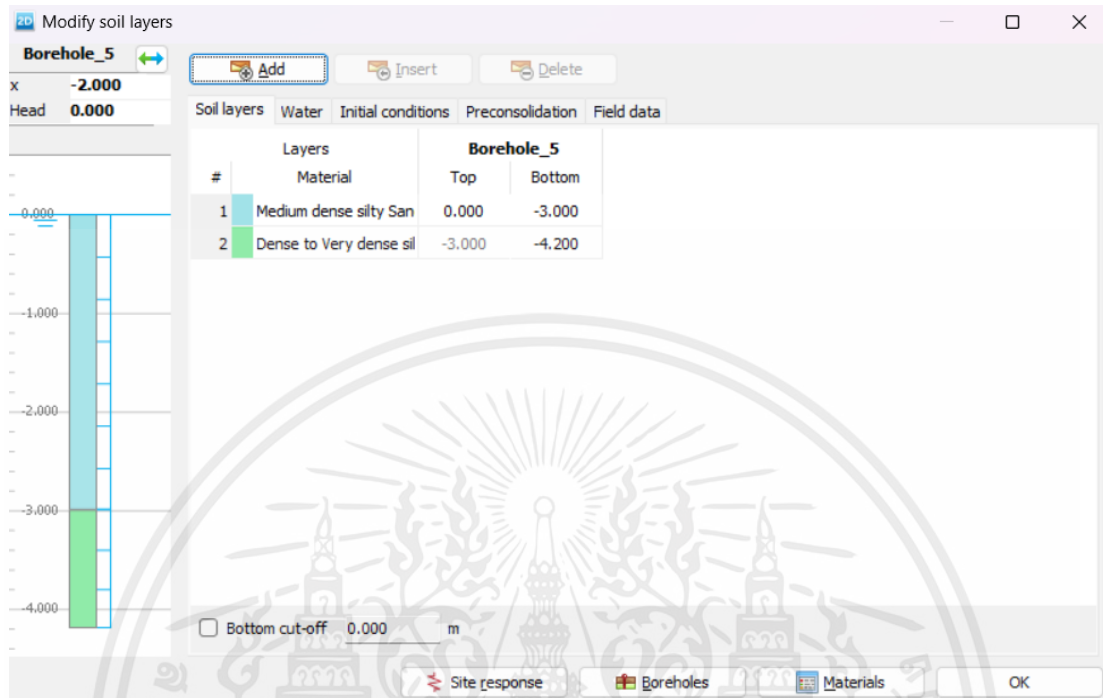 2D Modify soil layers
Borehole_5
x -2.000
Head 0.000
0.000
-1.000
-2.000
-3.000
-4.000
Add Insert Delete
Soil layers Water Initial conditions Preconsolidation Field data
Layers Borehole_5
# Material Top Bottom
1 Medium dense silty San 0.000 -3.000
2 Dense to Very dense sil -3.000 -4.200
Bottom cut-off 0.000 m
Site response Boreholes Materials OK